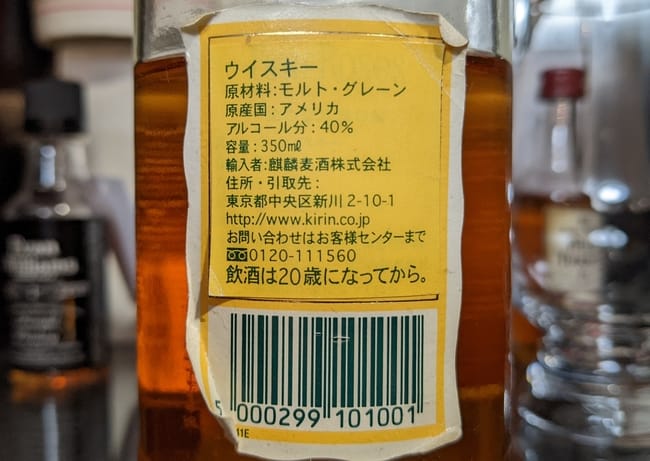 ウイスキー
原材料:モルト・グレーン
原産国:アメリカ
アルコール分:40%
容量:350㎖
輸入者:麒麟麦酒株式会社
住所・引取先:
東京都中央区新川2-10-1
http://www.kirin.co.jp
お問い合わせはお客様センターまで
0120-111560
飲酒は20歳になってから。
5 000299 101001
11E